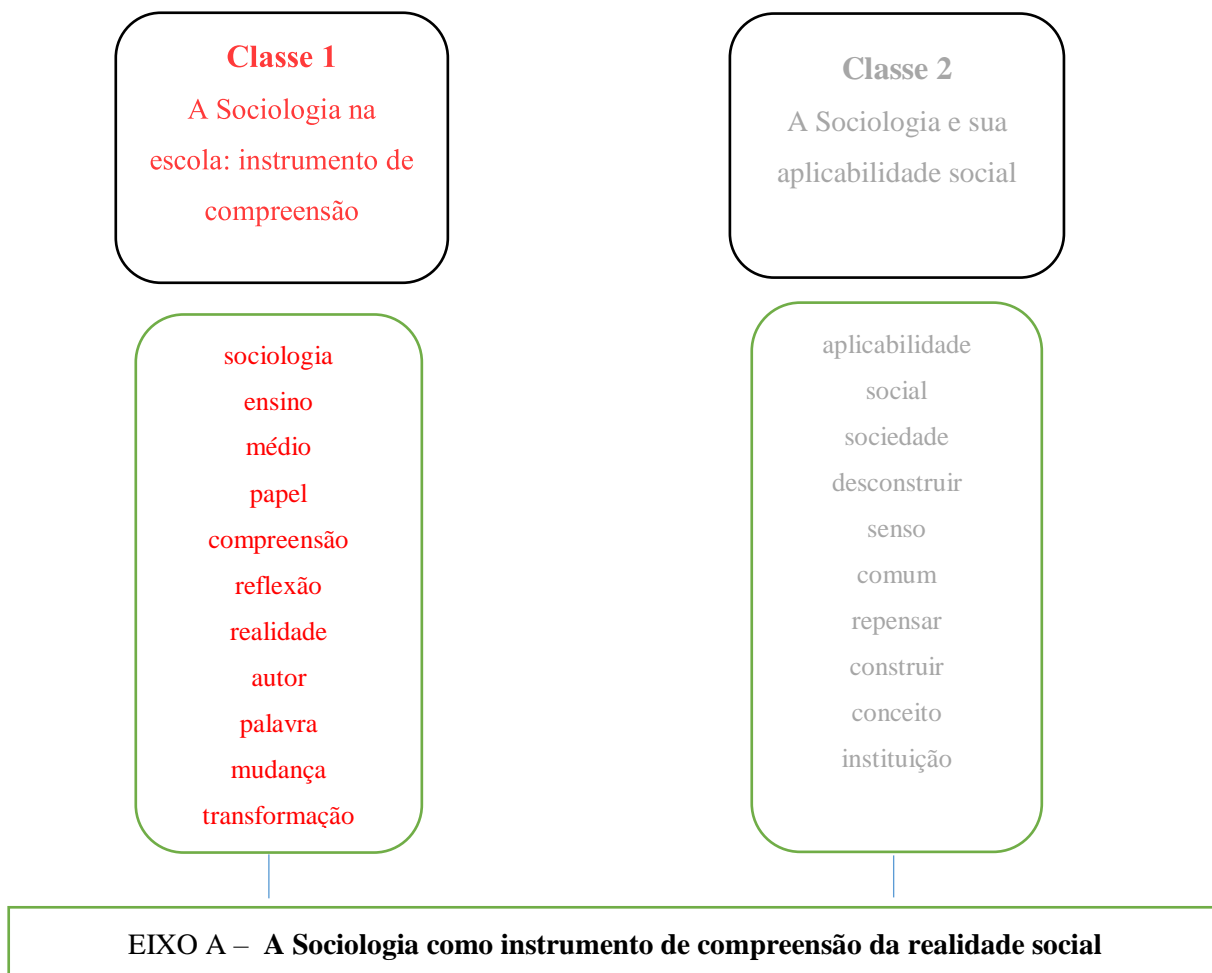 Classe 1
A Sociologia na
escola: instrumento de
compreensão
Classe 2
A Sociologia e sua
aplicabilidade social
sociologia
ensino
médio
papel
compreensão
reflexão
realidade
autor
palavra
mudança
transformação
aplicabilidade
social
sociedade
desconstruir
senso
comum
repensar
construir
conceito
instituição
EIXO A – A Sociologia como instrumento de compreensão da realidade social